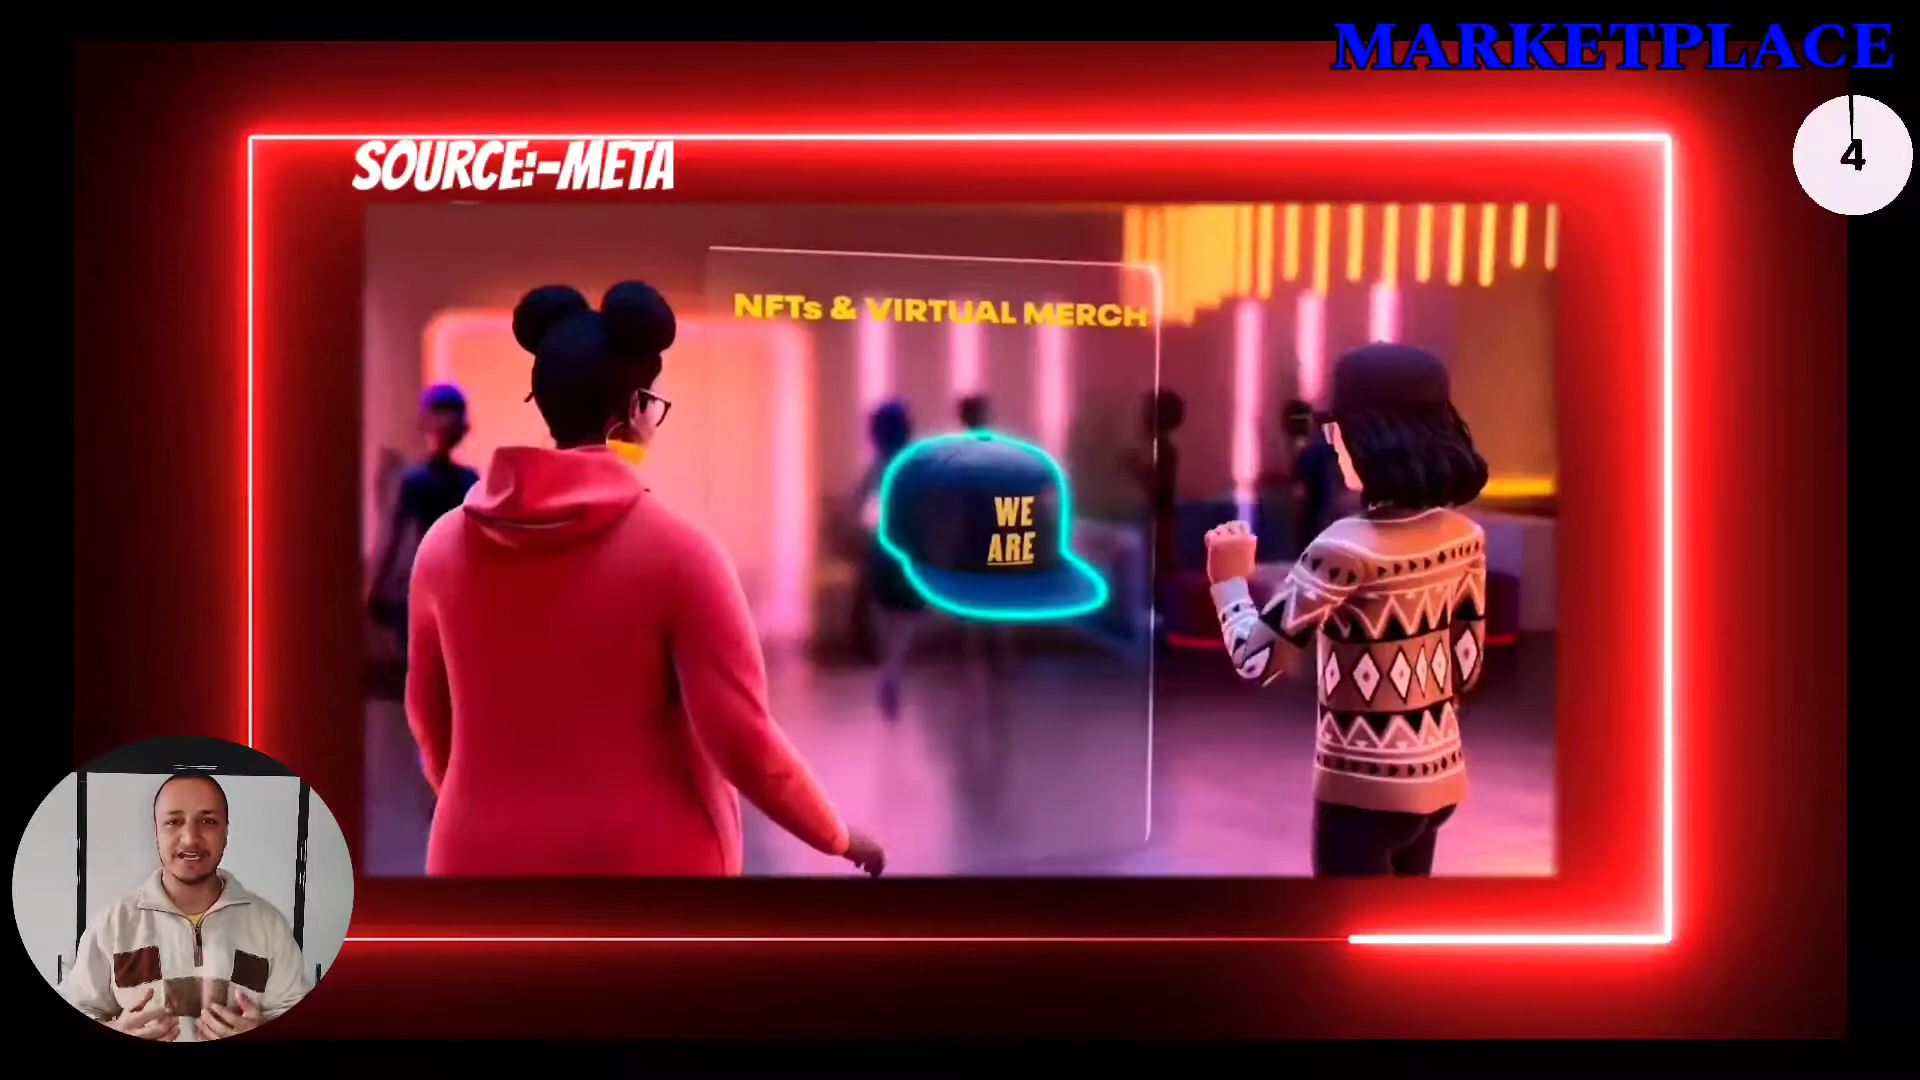 MARKETPLACE
4
SOURCE:-META
NFTs & VIRTUAL MERCH
WE
ARE